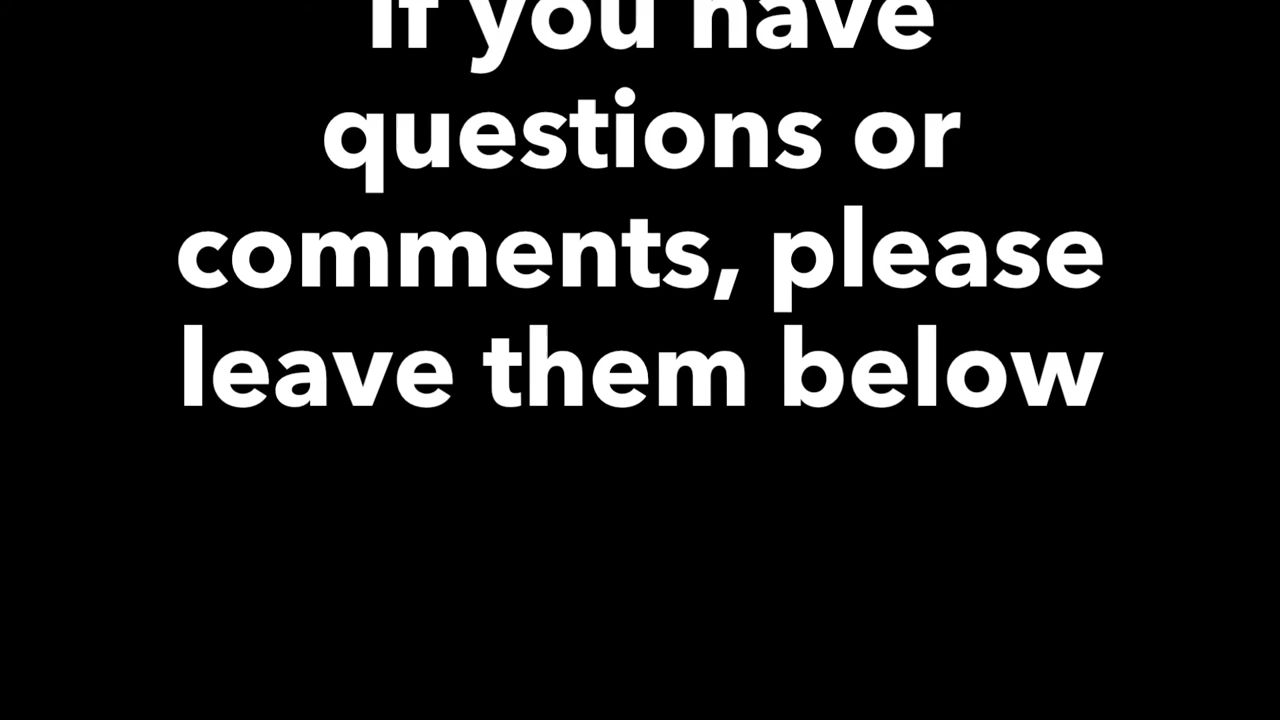 If you have
questions or
comments, please
leave them below